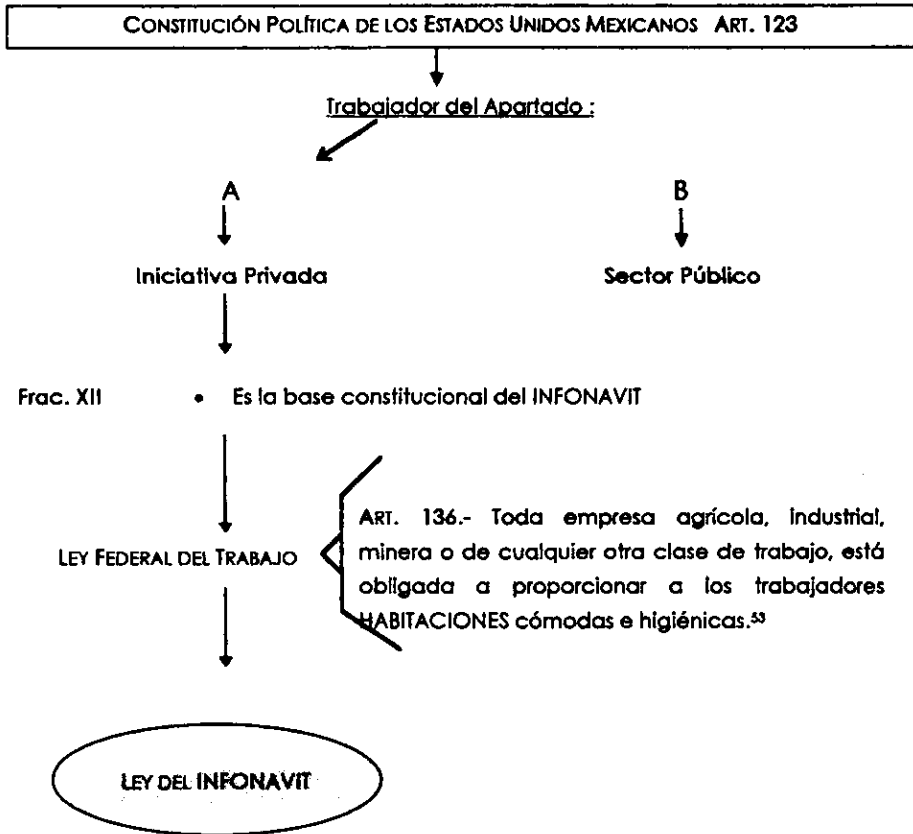 CONSTITUCIÓN POLÍTICA DE LOS ESTADOS UNIDOS MEXICANOS ART. 123
Trabajador del Apartado :
A B
Iniciativa Privada Sector Público
Frac. XII • Es la base constitucional del INFONAVIT
ART. 136.- Toda empresa agrícola, industrial,
minera o de cualquier otra clase de trabajo, está
LEY FEDERAL DEL TRABAJO
obligada a proporcionar a los trabajadores
HABITACIONES cómodas e higiénicas.⁵³
LEY DEL INFONAVIT